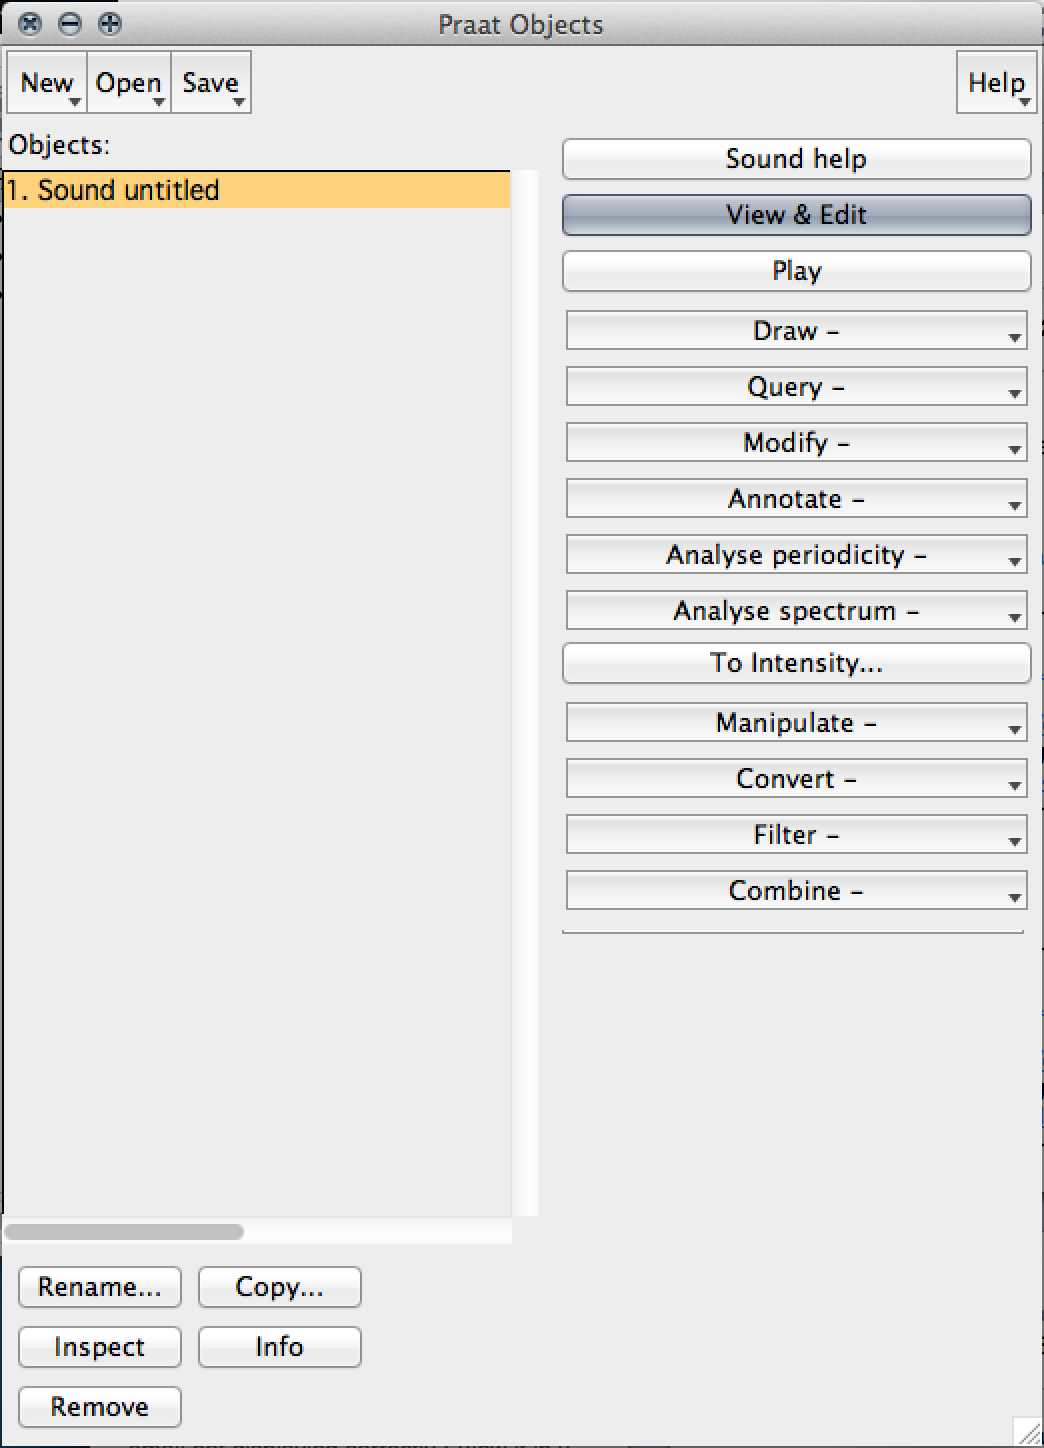 Praat Objects
New Open Save Help
Objects:
1. Sound untitled
Sound help
View & Edit
Play
Draw –
Query –
Modify –
Annotate –
Analyse periodicity –
Analyse spectrum –
To Intensity...
Manipulate –
Convert –
Filter –
Combine –
Rename... Copy...
Inspect Info
Remove